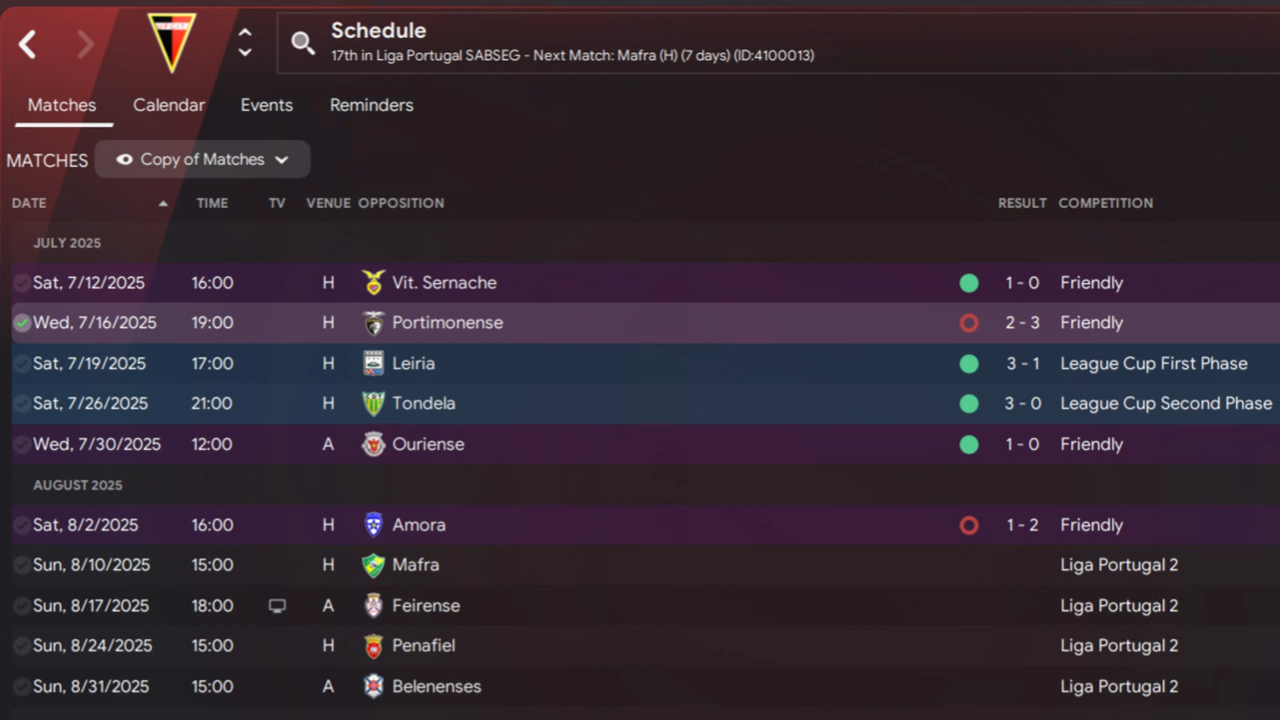 Schedule
17th in Liga Portugal SABSEG - Next Match: Mafra (H) (7 days) (ID:4100013)
Matches Calendar Events Reminders
MATCHES Copy of Matches
DATE TIME TV VENUE OPPOSITION RESULT COMPETITION
JULY 2025
Sat, 7/12/2025 16:00 H Vit. Sernache 1 - 0 Friendly
Wed, 7/16/2025 19:00 H Portimonense 2 - 3 Friendly
Sat, 7/19/2025 17:00 H Leiria 3 - 1 League Cup First Phase
Sat, 7/26/2025 21:00 H Tondela 3 - 0 League Cup Second Phase
Wed, 7/30/2025 12:00 A Ouriense 1 - 0 Friendly
AUGUST 2025
Sat, 8/2/2025 16:00 H Amora 1 - 2 Friendly
Sun, 8/10/2025 15:00 H Mafra Liga Portugal 2
Sun, 8/17/2025 18:00 A Feirense Liga Portugal 2
Sun, 8/24/2025 15:00 H Penafiel Liga Portugal 2
Sun, 8/31/2025 15:00 A Belenenses Liga Portugal 2